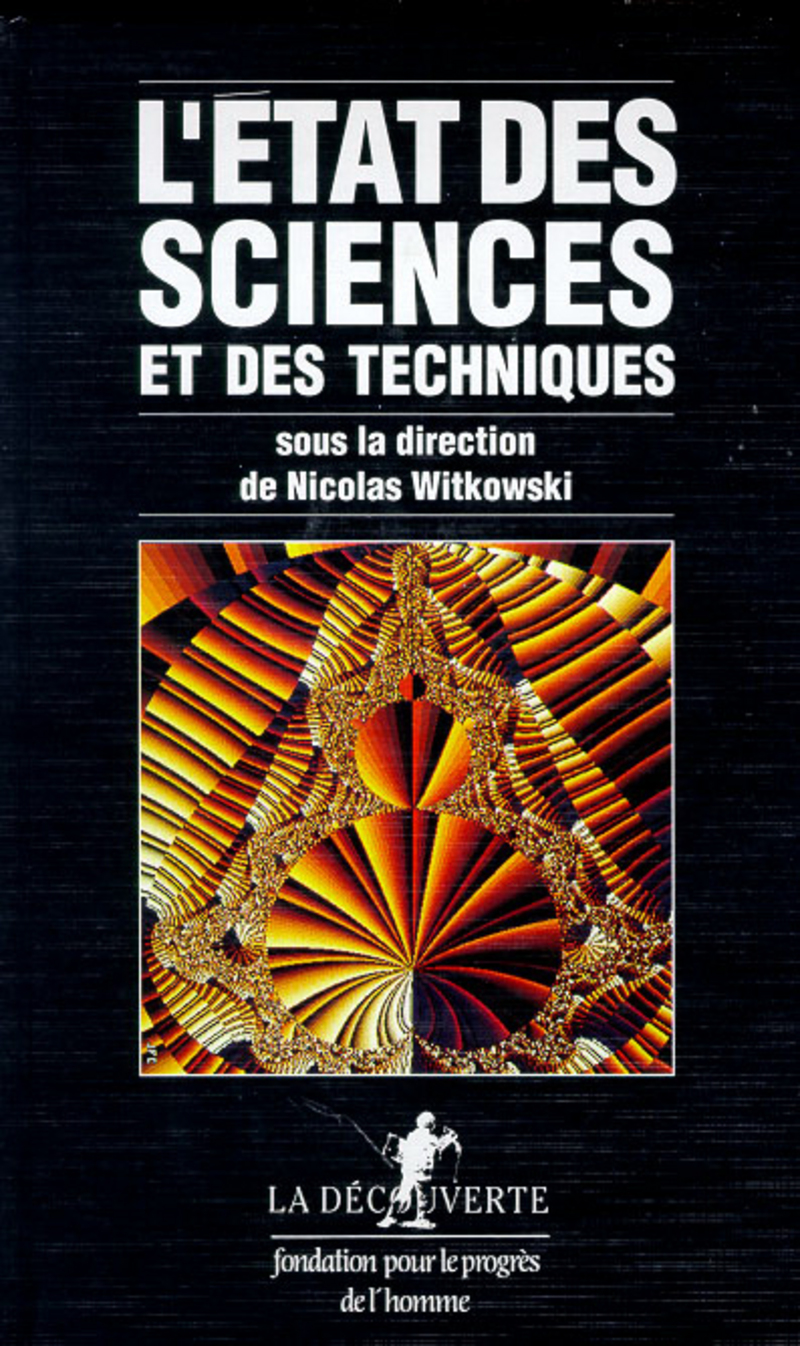 L'ÉTAT DES
SCIENCES
ET DES TECHNIQUES
sous la direction
de Nicolas Witkowski
LA DÉCOUVERTE
fondation pour le progrès
de l'homme